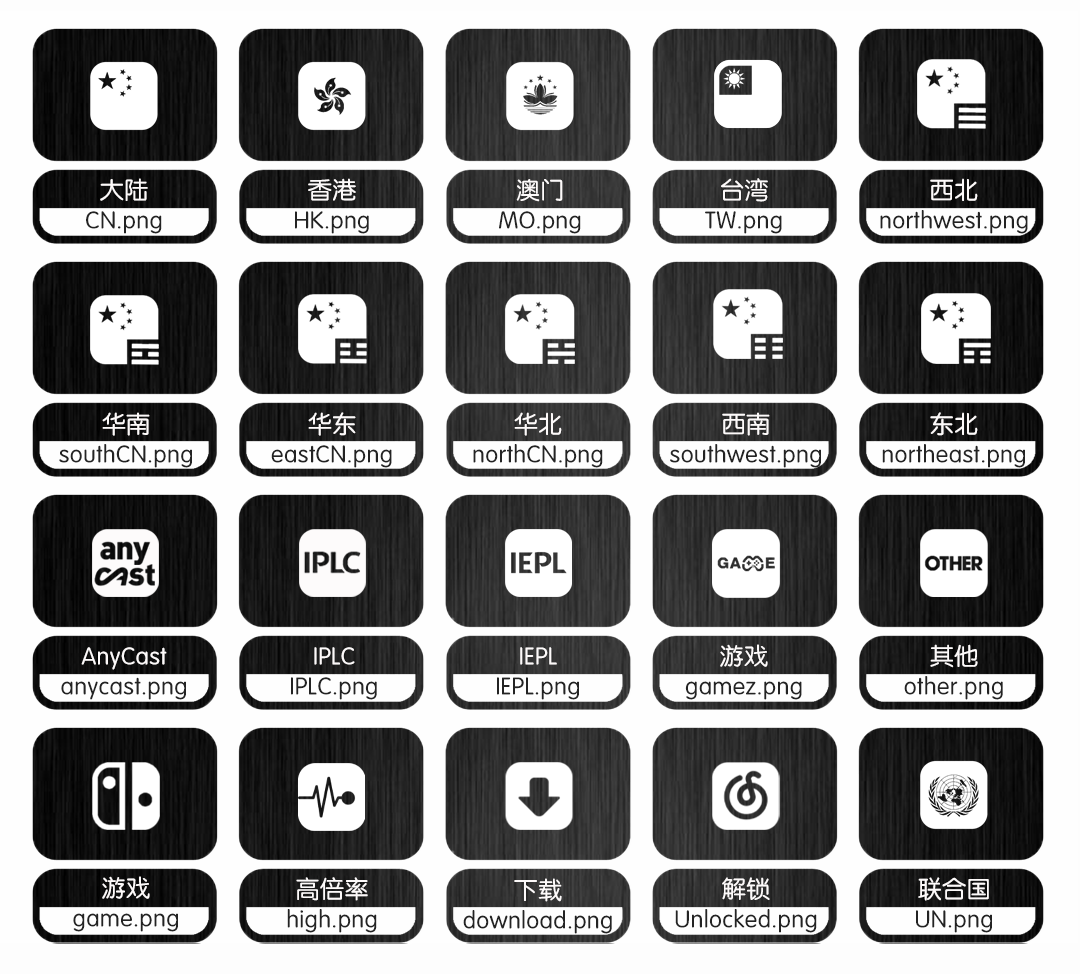 大陆
CN.png
香港
HK.png
澳门
MO.png
台湾
TW.png
西北
northwest.png
华南
southCN.png
华东
eastCN.png
华北
northCN.png
西南
southwest.png
东北
northeast.png
any
cast
AnyCast
anycast.png
IPLC
IPLC
IPLC.png
IEPL
IEPL
IEPL.png
GAME
游戏
gamez.png
OTHER
其他
other.png
游戏
game.png
高倍率
high.png
下载
download.png
解锁
Unlocked.png
联合国
UN.png